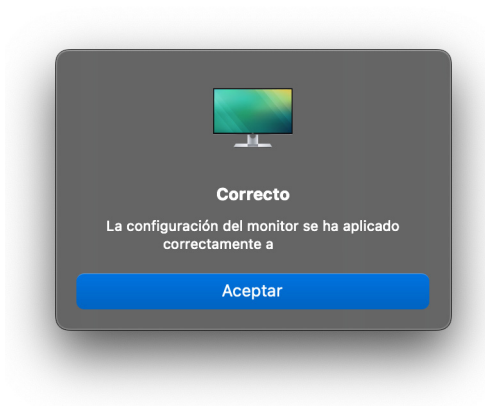 Correcto
La configuración del monitor se ha aplicado
correctamente a
Aceptar